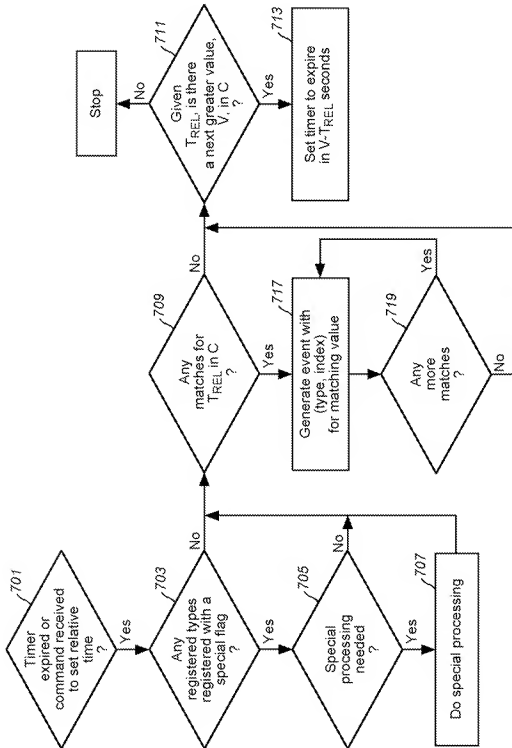 701
Timer
expired or
command received
to set relative
time
?
Yes
703
Any
registered types
registered with a
special flag
?
No
Yes
705
Special
processing
needed
?
No
Yes
707
Do special processing
709
Any
matches for
TREL in C
?
No
Yes
717
Generate event with
(type, index)
for matching value
719
Any
more
matches
?
Yes
No
711
Given
TREL, is there
a next greater value,
V, in C
?
No
Stop
Yes
713
Set timer to expire
in V-TREL seconds